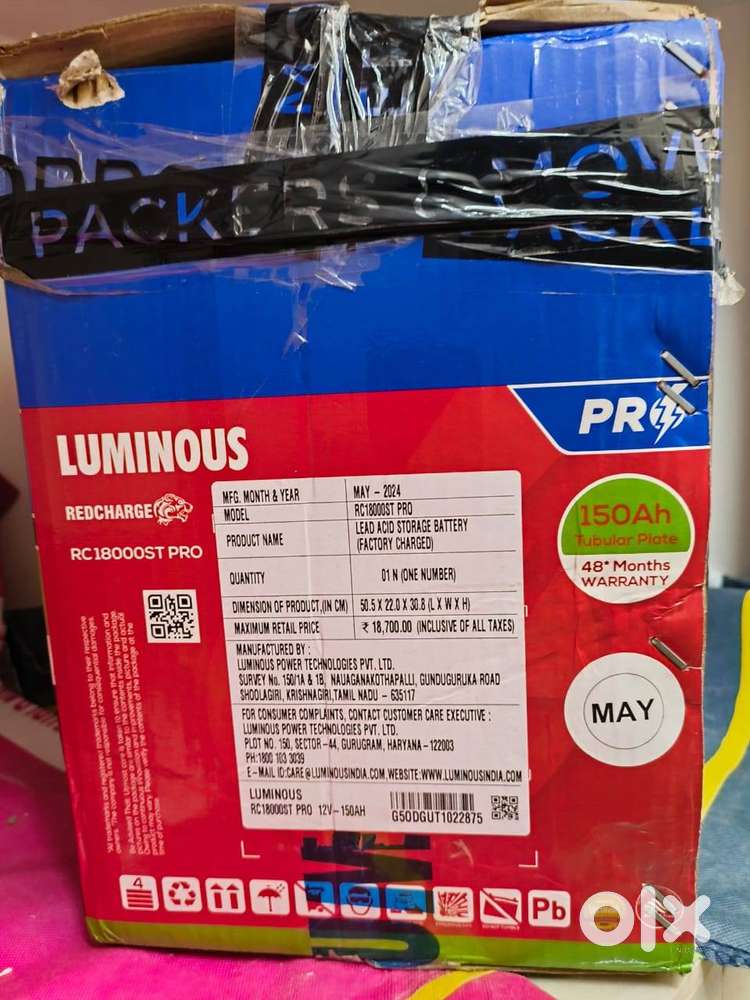 PACKERS
MOVE
PACKE
PRO
LUMINOUS
REDCHARGE
RC18000ST PRO
150Ah
Tubular Plate
48* Months
WARRANTY
MAY
MFG. MONTH & YEAR MAY - 2024
MODEL RC18000ST PRO
PRODUCT NAME LEAD ACID STORAGE BATTERY
(FACTORY CHARGED)
QUANTITY 01 N (ONE NUMBER)
DIMENSION OF PRODUCT,(IN CM) 50.5 X 22.0 X 30.8 (L X W X H)
MAXIMUM RETAIL PRICE ₹ 18,700.00 (INCLUSIVE OF ALL TAXES)
MANUFACTURED BY :
LUMINOUS POWER TECHNOLOGIES PVT. LTD.
SURVEY No. 150/1A & 1B, NAUAGANAKOTHAPALLI, GUNDUGURUKA ROAD
SHOOLAGIRI, KRISHNAGIRI,TAMIL NADU - 635117
FOR CONSUMER COMPLAINTS, CONTACT CUSTOMER CARE EXECUTIVE :
LUMINOUS POWER TECHNOLOGIES PVT. LTD.
PLOT NO. 150, SECTOR-44, GURUGRAM, HARYANA -122003
PH:1800 103 3039
E-MAIL ID:CARE@LUMINOUSINDIA.COM,WEBSITE:WWW.LUMINOUSINDIA.COM
LUMINOUS
RC18000ST PRO 12V-150AH
G50DGUT1022875
4
Pb
olx